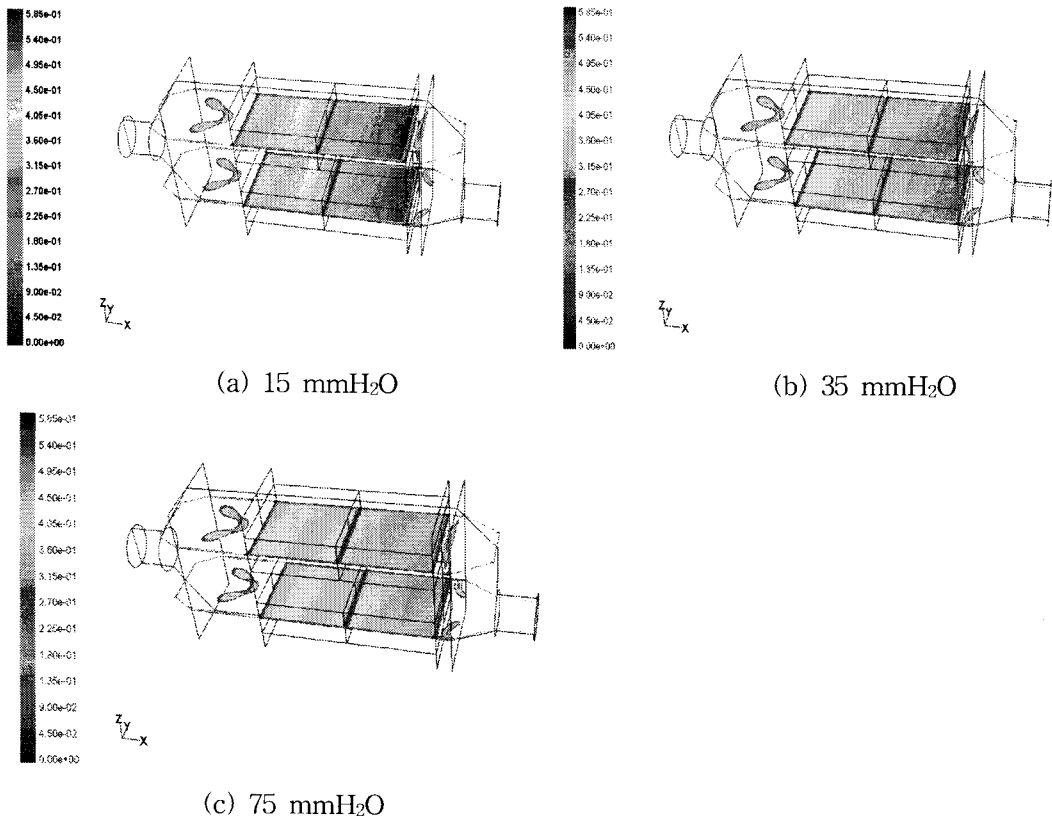 5.85e-01
5.40e-01
4.95e-01
4.50e-01
4.05e-01
3.60e-01
3.15e-01
2.70e-01
2.25e-01
1.80e-01
1.35e-01
9.00e-02
4.50e-02
0.00e+00
Z Y X
(a) 15 mmH₂O
5.85e-01
5.40e-01
4.95e-01
4.50e-01
4.05e-01
3.60e-01
3.15e-01
2.70e-01
2.25e-01
1.80e-01
1.35e-01
9.00e-02
4.50e-02
0.00e+00
Z Y X
(b) 35 mmH₂O
5.85e-01
5.40e-01
4.95e-01
4.50e-01
4.05e-01
3.60e-01
3.15e-01
2.70e-01
2.25e-01
1.80e-01
1.35e-01
9.00e-02
4.50e-02
0.00e+00
Z Y X
(c) 75 mmH₂O